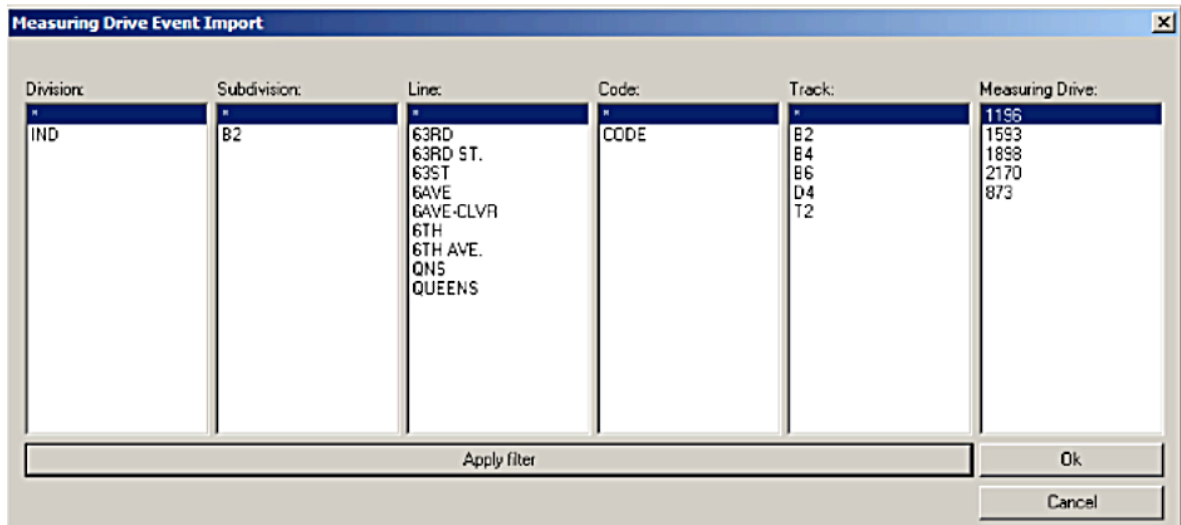 Measuring Drive Event Import
Division: Subdivision: Line: Code: Track: Measuring Drive:
* * * * * 1196
IND B2 63RD CODE B2 1593
63RD ST. B4 1898
63ST B6 2170
6AVE D4 873
6AVE-CLVR T2
6TH
6TH AVE.
QNS
QUEENS
Apply filter Ok
Cancel